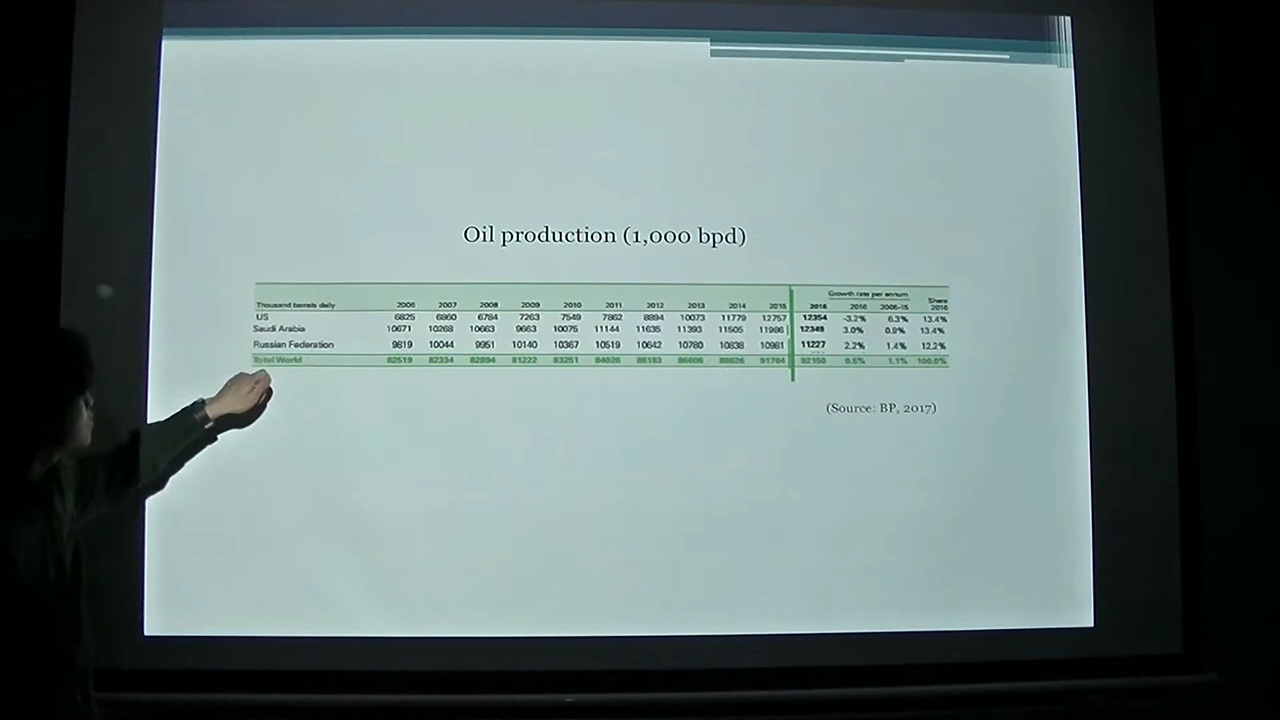 Oil production (1,000 bpd)
Growth rate per annum Share
Thousand barrels daily 2006 2007 2008 2009 2010 2011 2012 2013 2014 2015 2016 2016 2005-15 2016
US 6825 6860 6784 7263 7549 7862 8894 10073 11779 12757 12354 -3.2% 6.3% 13.4%
Saudi Arabia 10671 10268 10663 9663 10075 11144 11635 11393 11505 11986 12349 3.0% 0.9% 13.4%
Russian Federation 9819 10044 9951 10140 10367 10519 10642 10780 10838 10981 11227 2.2% 1.4% 12.2%
Total World 82519 82334 82894 81222 83251 84026 86183 86606 88826 91704 92150 0.5% 1.1% 100.0%
(Source: BP, 2017)